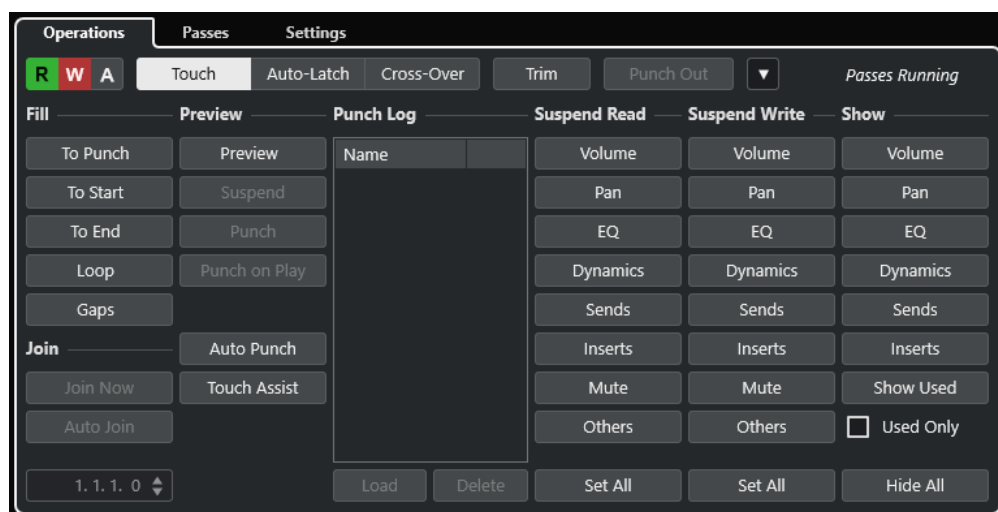 Operations Passes Settings
R W A Touch Auto-Latch Cross-Over Trim Punch Out Passes Running
Fill Preview Punch Log Suspend Read Suspend Write Show
To Punch Preview Name Volume Volume Volume
To Start Suspend Pan Pan Pan
To End Punch EQ EQ EQ
Loop Punch on Play Dynamics Dynamics Dynamics
Gaps Sends Sends Sends
Join Auto Punch Inserts Inserts Inserts
Join Now Touch Assist Mute Mute Show Used
Auto Join Others Others Used Only
1. 1. 1. 0 Load Delete Set All Set All Hide All